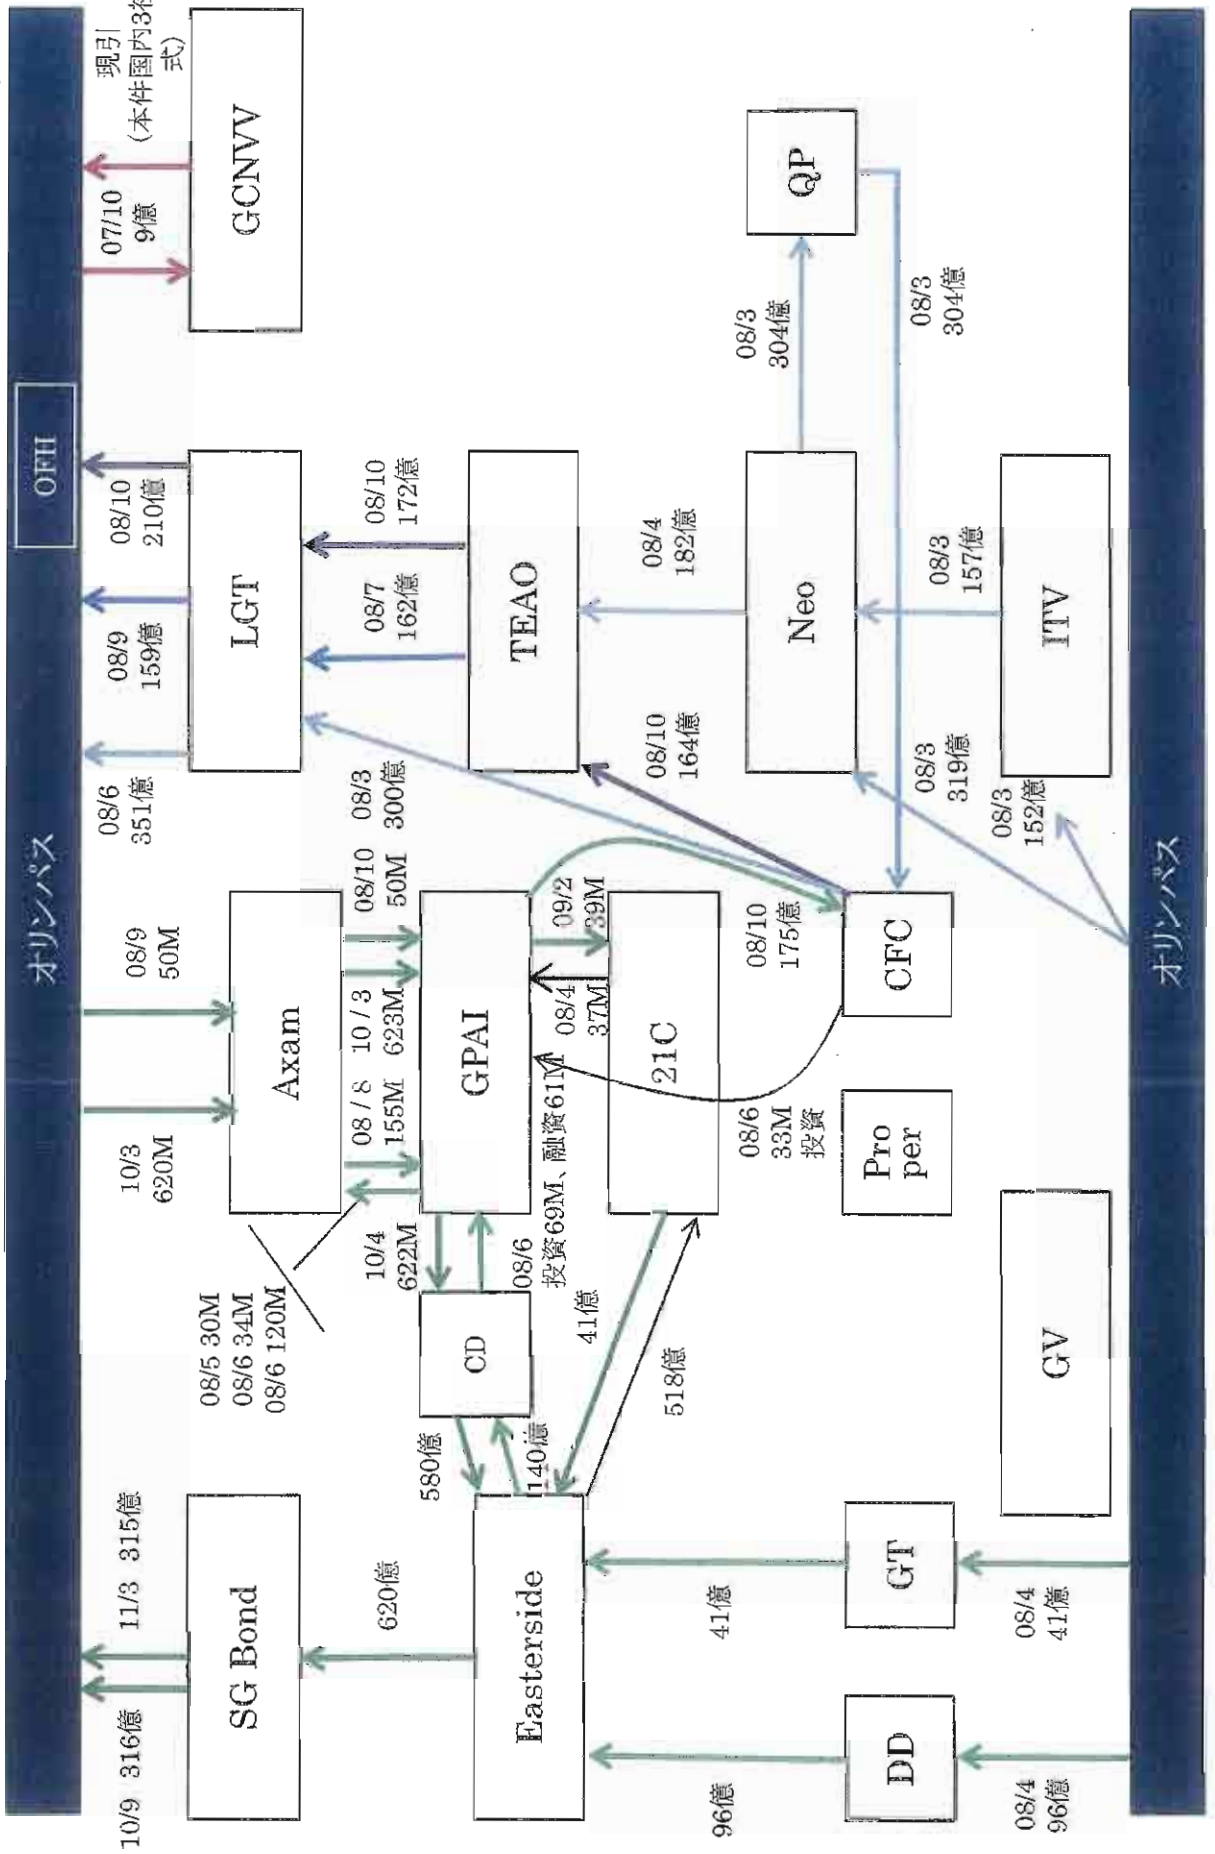 オリンパス
OFH
10/9 316億
11/3 315億
10/3
620M
08/9
50M
08/6
351億
08/9
159億
08/10
210億
07/10
9億
現引
(本件国内3社
式)
SG Bond
08/5 30M
08/6 34M
08/6 120M
Axam
LGT
GCNVV
620億
10/4
622M
08/8
155M
10/3
623M
08/10
50M
08/3
300億
08/7
162億
08/10
172億
580億
140億
CD
GPAI
08/6
投資69M、融資61M
08/4
37M
09/2
39M
Easterside
TEAO
41億
518億
21C
08/10
164億
08/4
182億
96億
41億
08/6
33M
投資
08/10
175億
08/3
304億
DD
GT
Pro
per
CFC
Neo
QP
08/3
319億
08/3
157億
08/3
304億
08/4
96億
08/4
41億
GV
08/3
152億
ITV
オリンパス